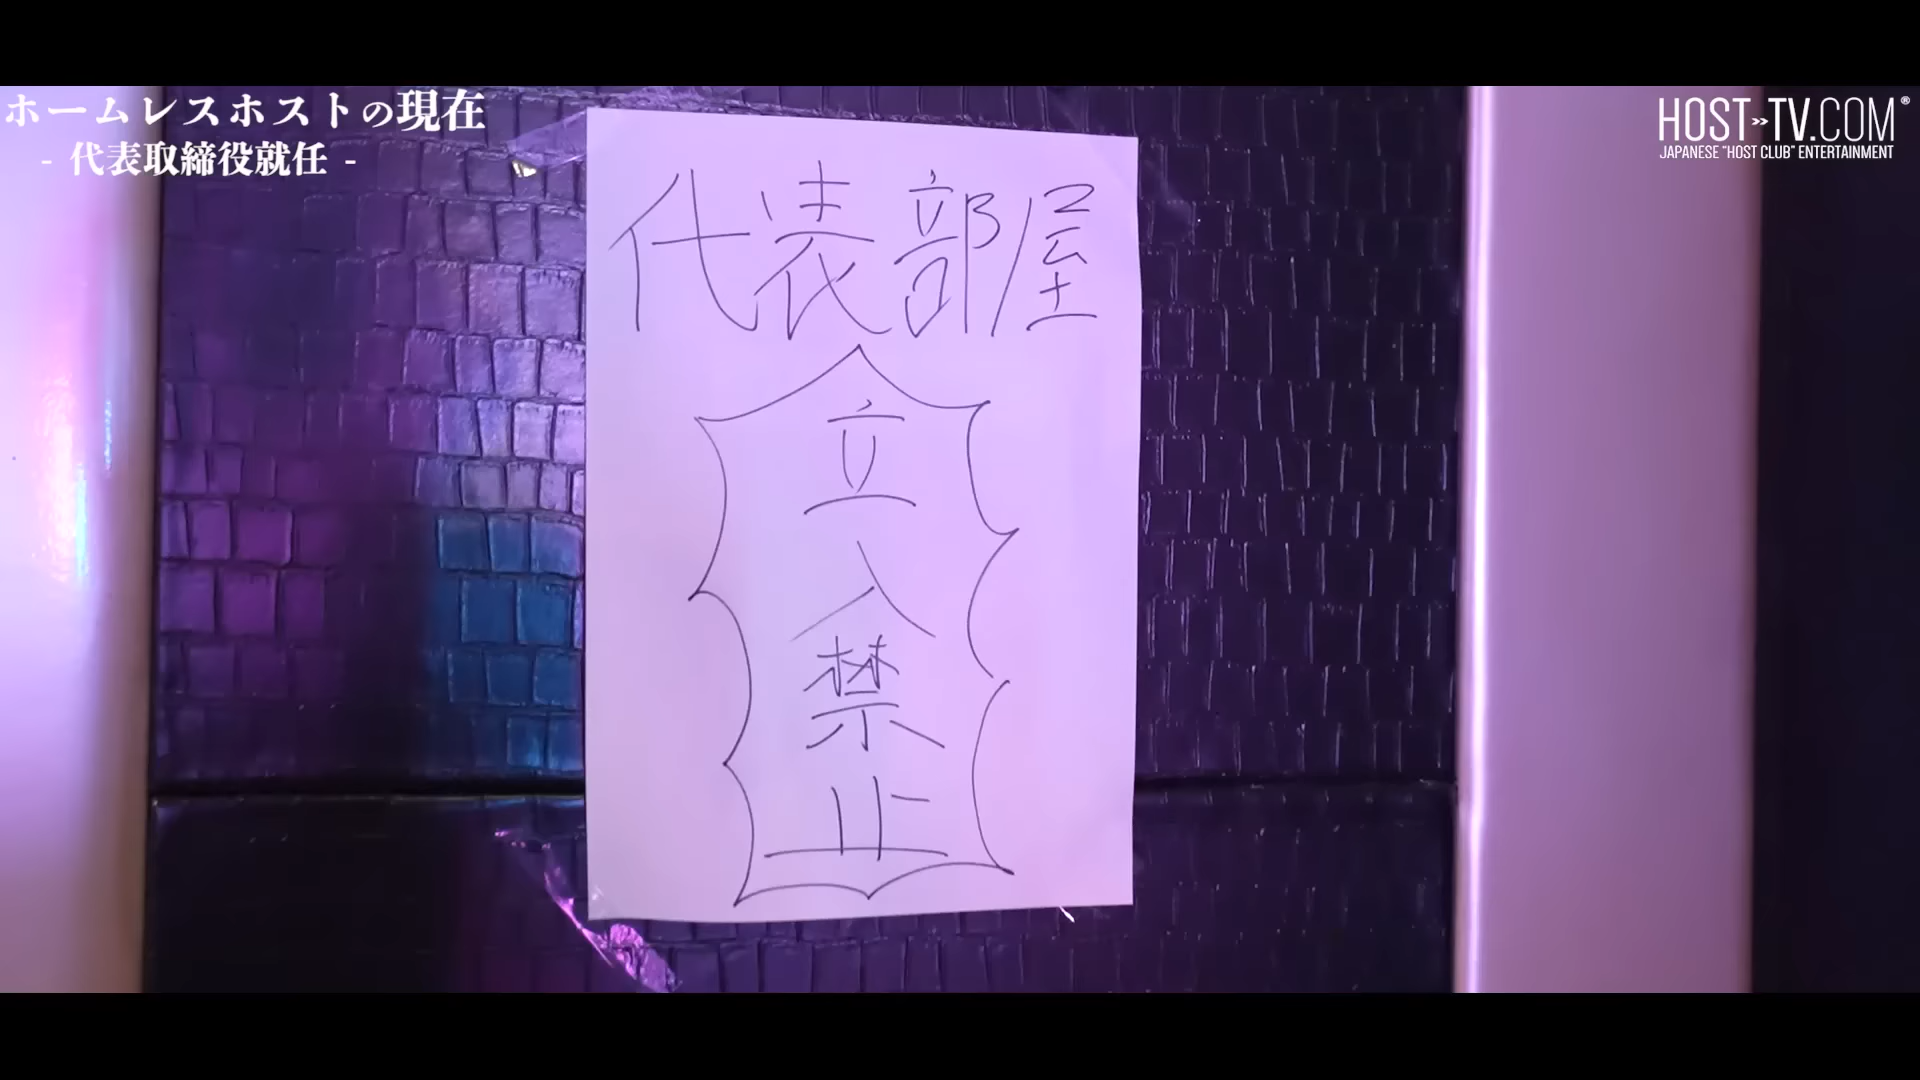 ホームレスホストの現在
- 代表取締役就任 -
HOST»TV.COM®
JAPANESE "HOST CLUB" ENTERTAINMENT
代表部屋
立
入
禁
止